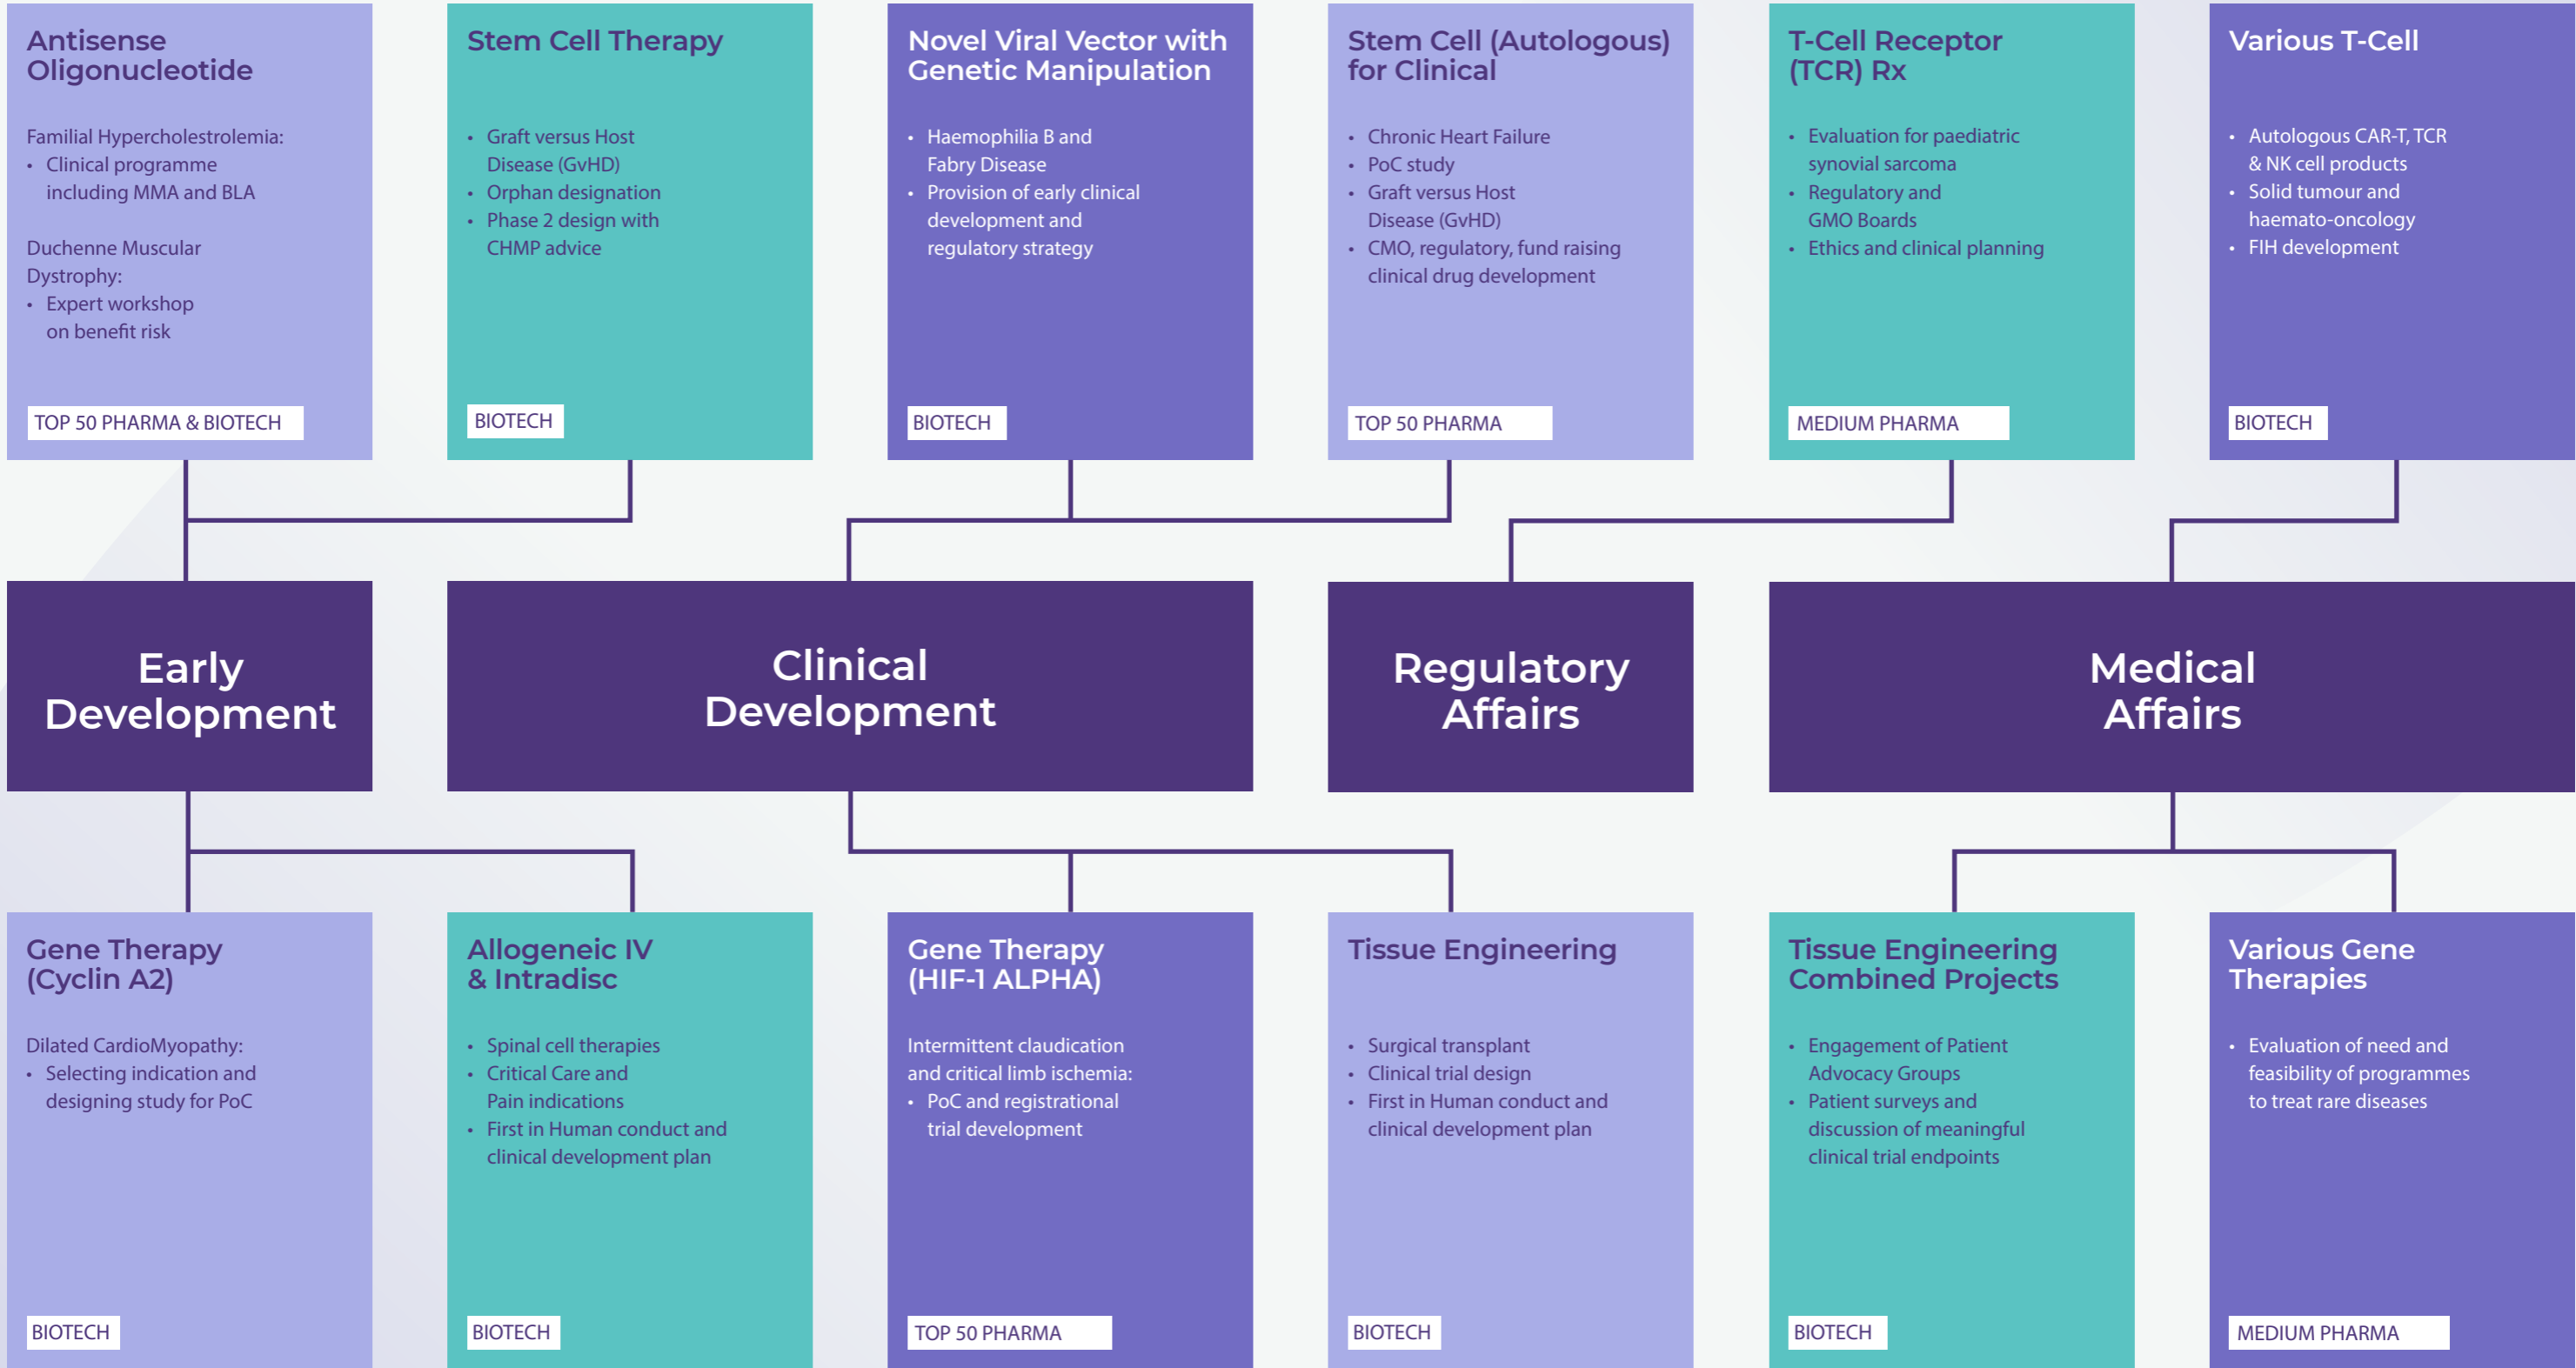 Antisense
Oligonucleotide
Familial Hypercholestrolemia:
• Clinical programme
including MMA and BLA
Duchenne Muscular
Dystrophy:
• Expert workshop
on benefit risk
TOP 50 PHARMA & BIOTECH
Stem Cell Therapy
• Graft versus Host
Disease (GvHD)
• Orphan designation
• Phase 2 design with
CHMP advice
BIOTECH
Novel Viral Vector with
Genetic Manipulation
• Haemophilia B and
Fabry Disease
• Provision of early clinical
development and
regulatory strategy
BIOTECH
Stem Cell (Autologous)
for Clinical
• Chronic Heart Failure
• PoC study
• Graft versus Host
Disease (GvHD)
• CMO, regulatory, fund raising
clinical drug development
TOP 50 PHARMA
T-Cell Receptor
(TCR) Rx
• Evaluation for paediatric
synovial sarcoma
• Regulatory and
GMO Boards
• Ethics and clinical planning
MEDIUM PHARMA
Various T-Cell
• Autologous CAR-T, TCR
& NK cell products
• Solid tumour and
haemato-oncology
• FIH development
BIOTECH
Early
Development
Clinical
Development
Regulatory
Affairs
Medical
Affairs
Gene Therapy
(Cyclin A2)
Dilated CardioMyopathy:
• Selecting indication and
designing study for PoC
BIOTECH
Allogeneic IV
& Intradisc
• Spinal cell therapies
• Critical Care and
Pain indications
• First in Human conduct and
clinical development plan
BIOTECH
Gene Therapy
(HIF-1 ALPHA)
Intermittent claudication
and critical limb ischemia:
• PoC and registrational
trial development
TOP 50 PHARMA
Tissue Engineering
• Surgical transplant
• Clinical trial design
• First in Human conduct and
clinical development plan
BIOTECH
Tissue Engineering
Combined Projects
• Engagement of Patient
Advocacy Groups
• Patient surveys and
discussion of meaningful
clinical trial endpoints
BIOTECH
Various Gene
Therapies
• Evaluation of need and
feasibility of programmes
to treat rare diseases
MEDIUM PHARMA